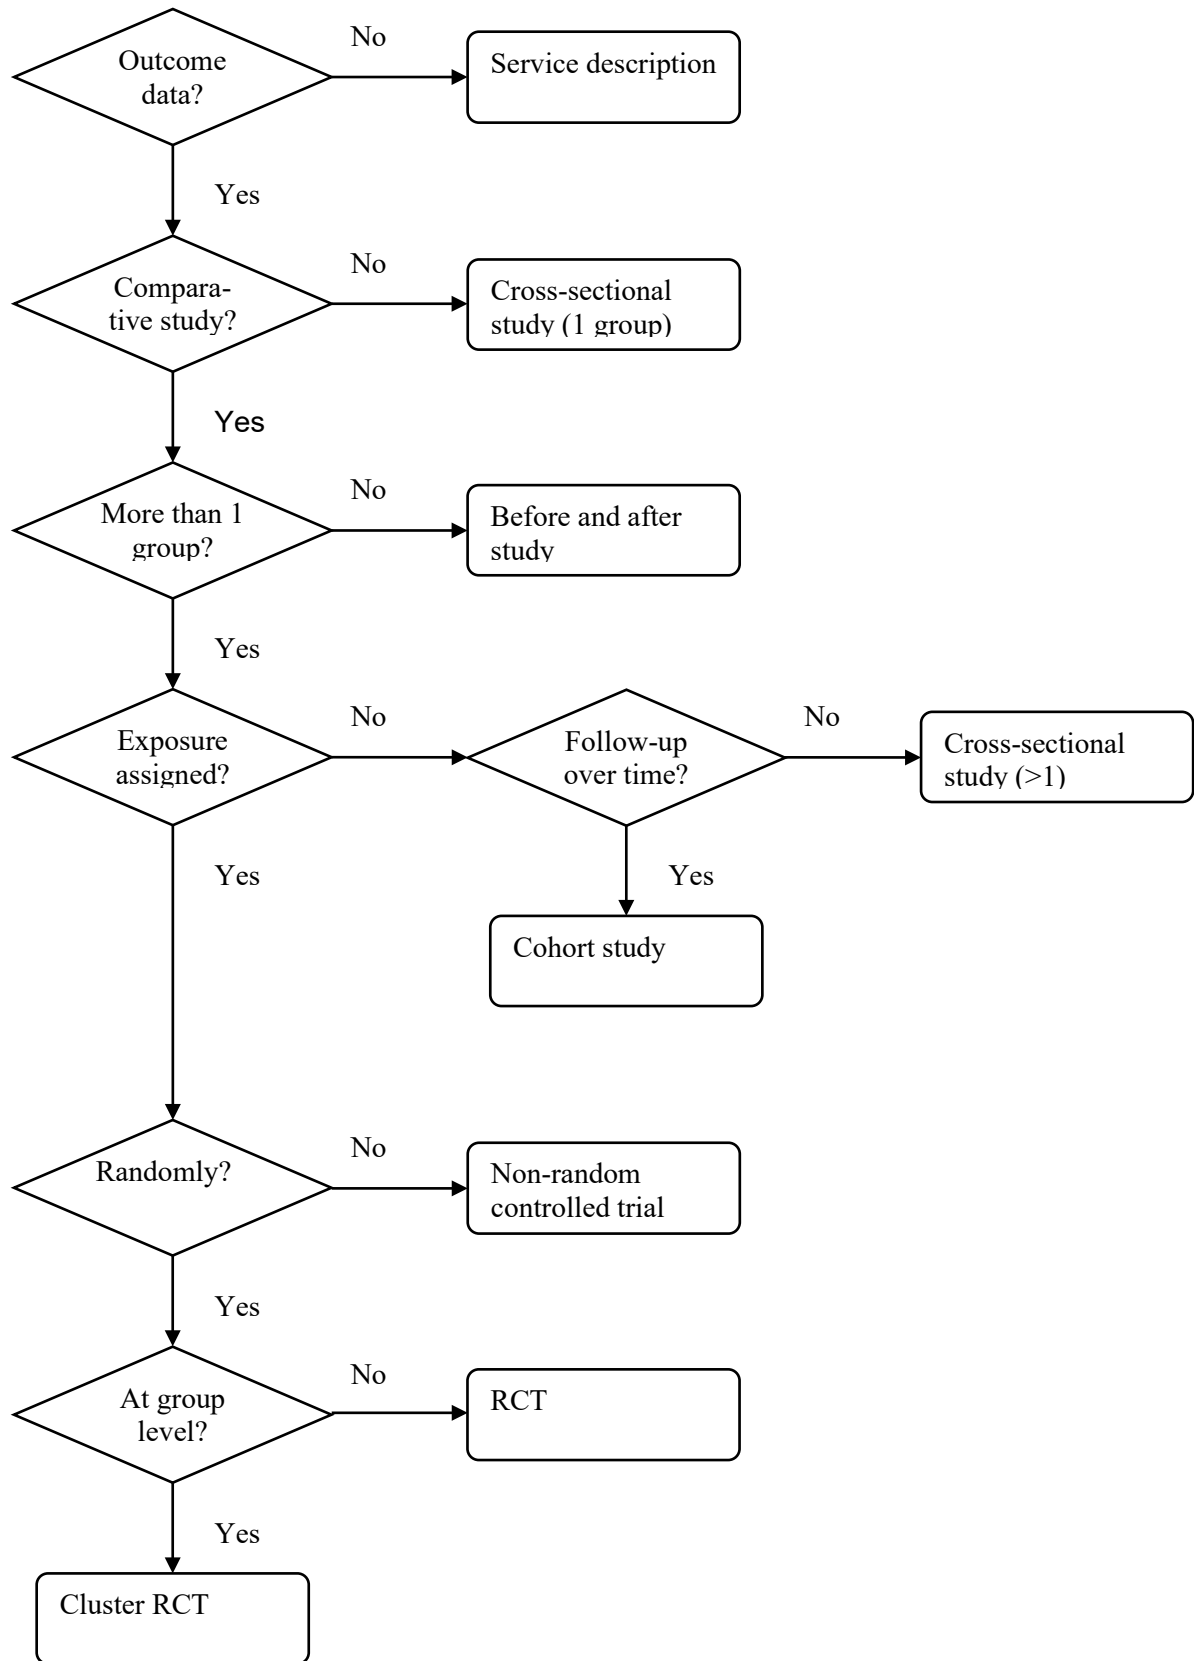 Outcome
data?
No
Service description
Yes
Compara-
tive study?
No
Cross-sectional
study (1 group)
Yes
More than 1
group?
No
Before and after
study
Yes
Exposure
assigned?
No
Follow-up
over time?
No
Cross-sectional
study (>1)
Yes
Yes
Cohort study
Randomly?
No
Non-random
controlled trial
Yes
At group
level?
No
RCT
Yes
Cluster RCT